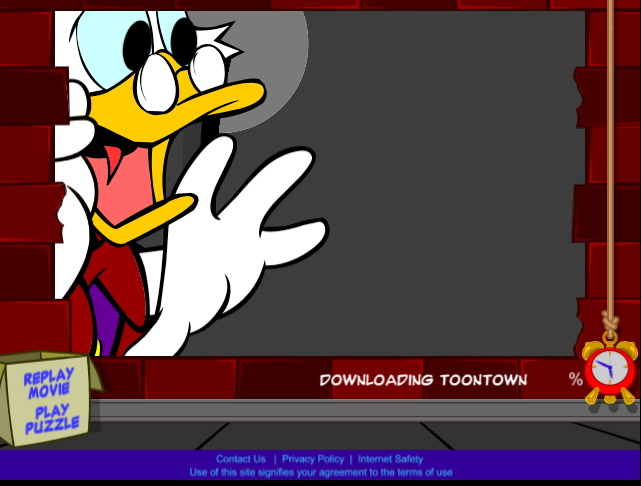 DOWNLOADING TOONTOWN %
REPLAY
MOVIE
PLAY
PUZZLE
Contact Us | Privacy Policy | Internet Safety
Use of this site signifies your agreement to the terms of use